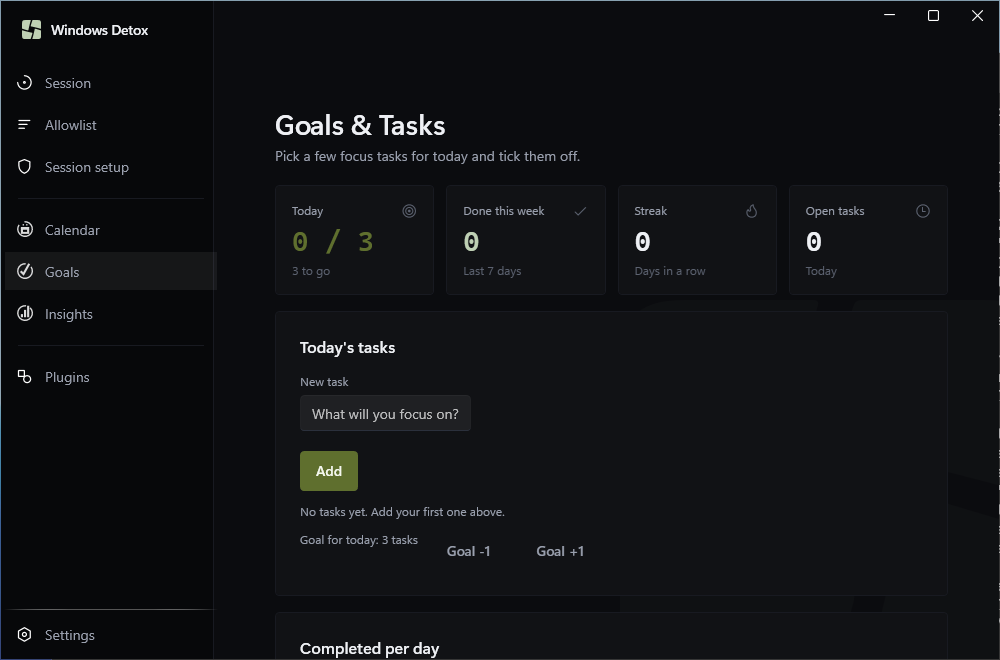 Windows Detox
Session
Allowlist
Session setup
Calendar
Goals
Insights
Plugins
Settings
Goals & Tasks
Pick a few focus tasks for today and tick them off.
Today
0 / 3
3 to go
Done this week
0
Last 7 days
Streak
0
Days in a row
Open tasks
0
Today
Today's tasks
New task
What will you focus on?
Add
No tasks yet. Add your first one above.
Goal for today: 3 tasks
Goal -1
Goal +1
Completed per day